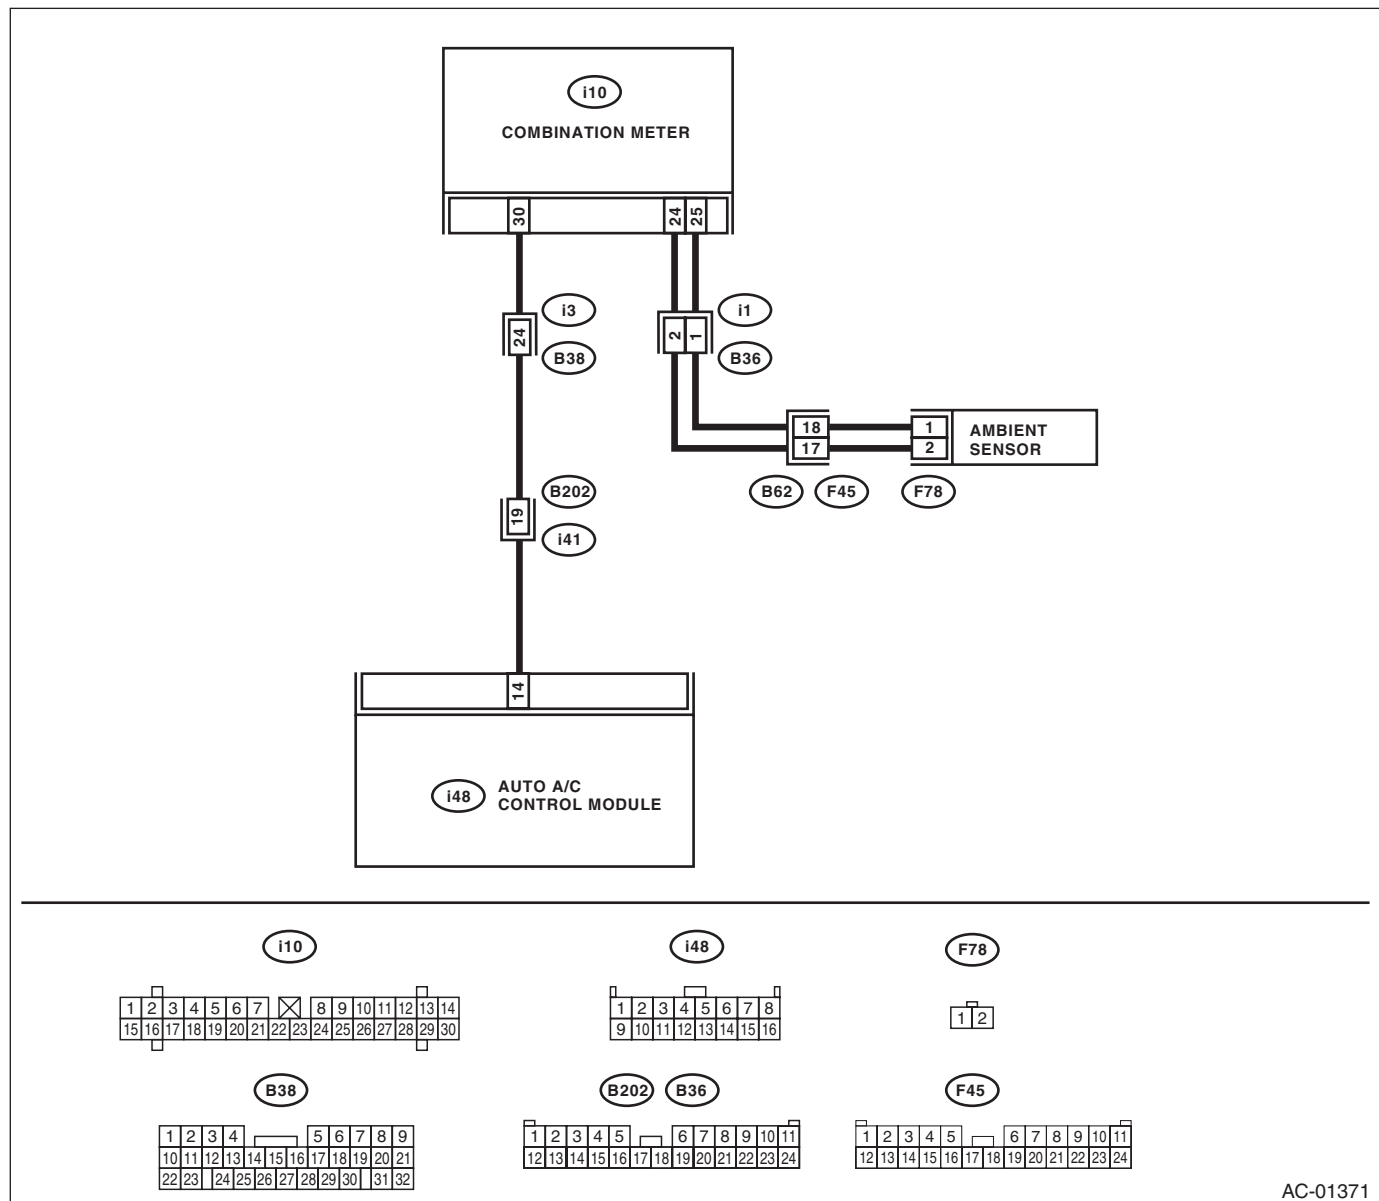 i10
COMBINATION METER
30 24 25
i3 i1
24 2 1
B38 B36
18 1 AMBIENT
17 2 SENSOR
B202 B62 F45 F78
19
i41
14
i48 AUTO A/C
CONTROL MODULE
i10
1 2 3 4 5 6 7 8 9 10 11 12 13 14
15 16 17 18 19 20 21 22 23 24 25 26 27 28 29 30
i48
1 2 3 4 5 6 7 8
9 10 11 12 13 14 15 16
F78
1 2
B38
1 2 3 4 5 6 7 8 9
10 11 12 13 14 15 16 17 18 19 20 21
22 23 24 25 26 27 28 29 30 31 32
B202 B36
1 2 3 4 5 6 7 8 9 10 11
12 13 14 15 16 17 18 19 20 21 22 23 24
F45
1 2 3 4 5 6 7 8 9 10 11
12 13 14 15 16 17 18 19 20 21 22 23 24
AC-01371